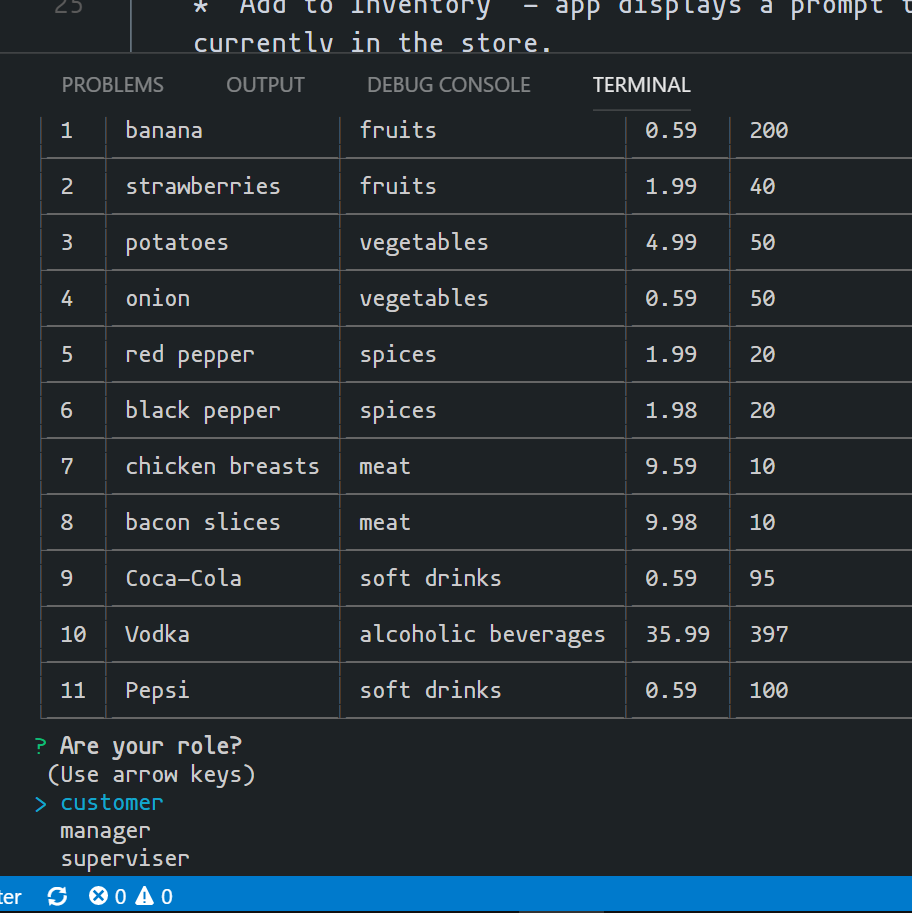 25 * `Add to Inventory` - app displays a prompt t
currently in the store.
PROBLEMS OUTPUT DEBUG CONSOLE TERMINAL
1 banana fruits 0.59 200
2 strawberries fruits 1.99 40
3 potatoes vegetables 4.99 50
4 onion vegetables 0.59 50
5 red pepper spices 1.99 20
6 black pepper spices 1.98 20
7 chicken breasts meat 9.59 10
8 bacon slices meat 9.98 10
9 Coca-Cola soft drinks 0.59 95
10 Vodka alcoholic beverages 35.99 397
11 Pepsi soft drinks 0.59 100
? Are your role?
(Use arrow keys)
> customer
manager
superviser
ter 0 0